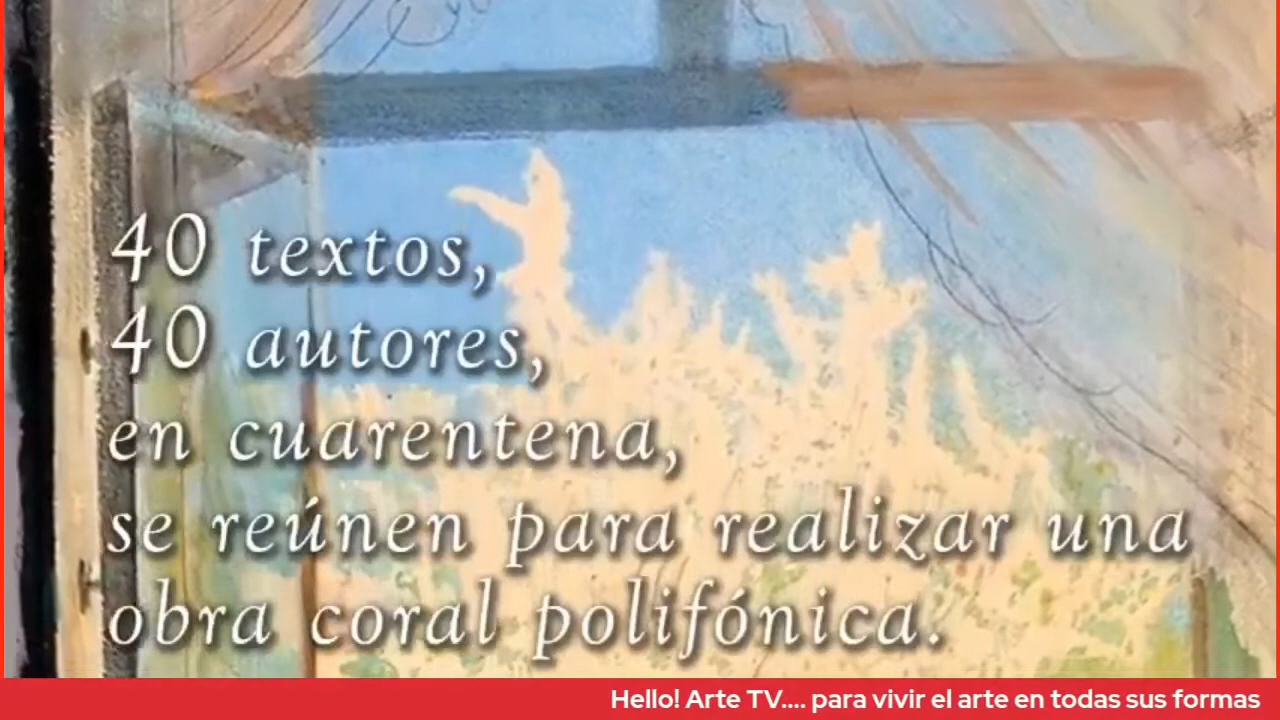 40 textos,
40 autores,
en cuarentena,
se reúnen para realizar una
obra coral polifónica.
Hello! Arte TV.... para vivir el arte en todas sus formas